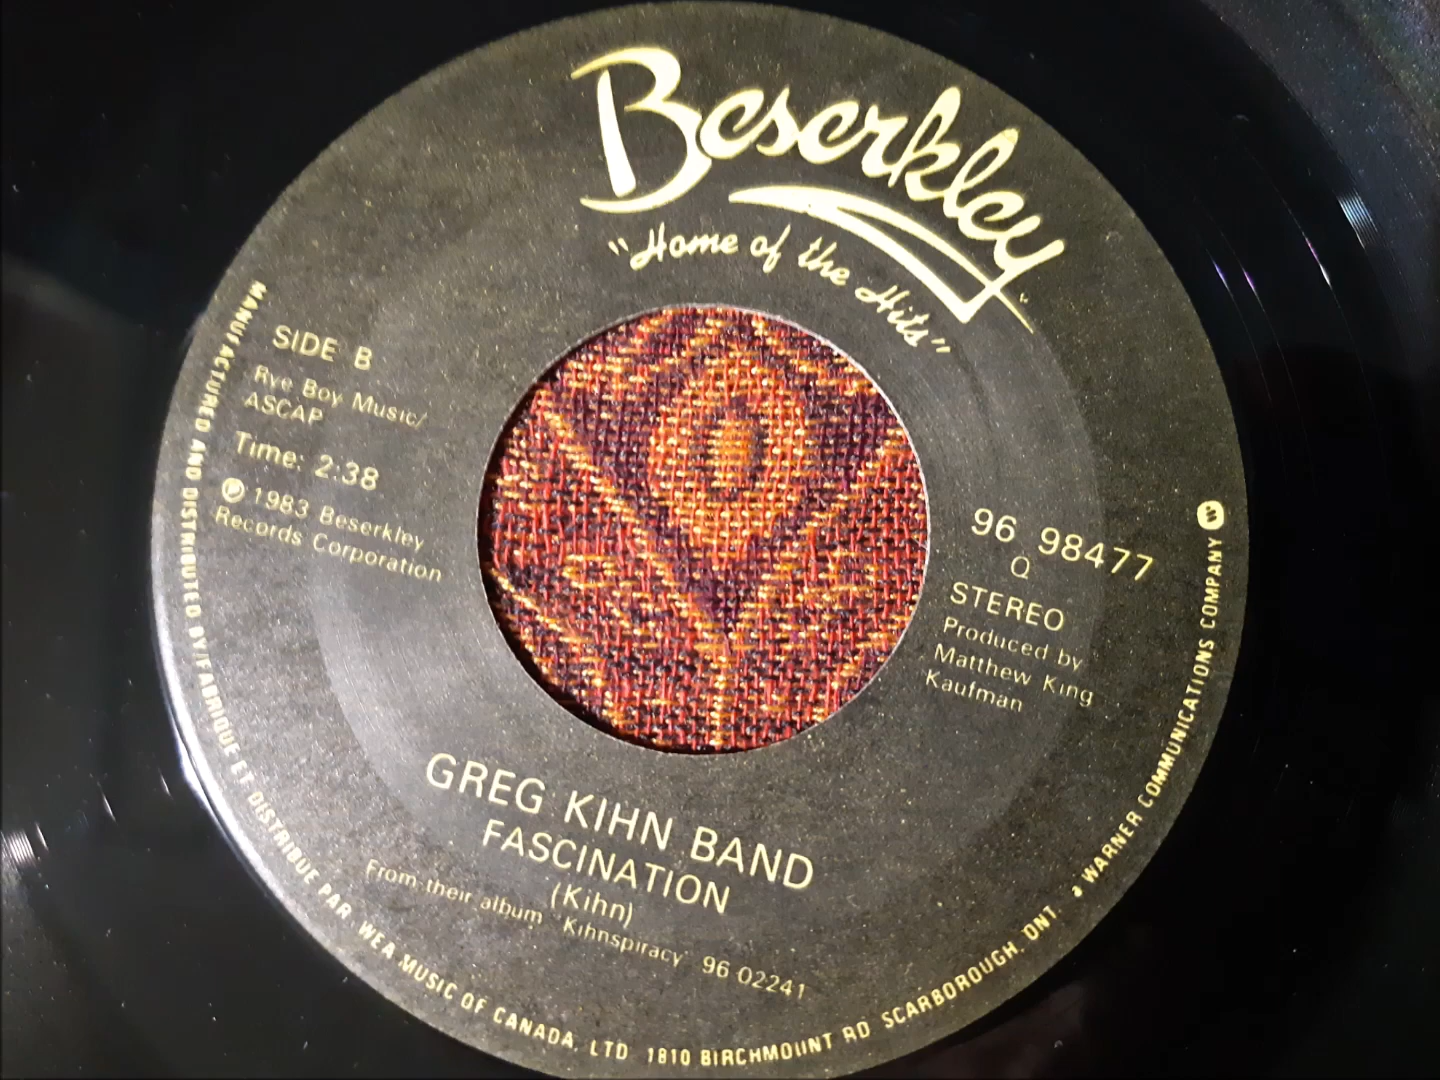 Beserkley
"Home of the Hits"
SIDE B
Rye Boy Music/
ASCAP
Time: 2:38
℗ 1983 Beserkley
Records Corporation
96 98477
Q
STEREO
Produced by
Matthew King
Kaufman
GREG KIHN BAND
FASCINATION
(Kihn)
From their album "Kihnspiracy" 96 02241
MANUFACTURED AND DISTRIBUTED BY/FABRIQUE ET DISTRIBUE PAR WEA MUSIC OF CANADA, LTD 1810 BIRCHMOUNT RD SCARBOROUGH, ONT. a WARNER COMMUNICATIONS COMPANY